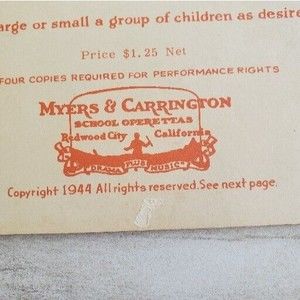 arge or small a group of children as desire
Price $1.25 Net
FOUR COPIES REQUIRED FOR PERFORMANCE RIGHTS
MYERS & CARRINGTON
SCHOOL OPERETTAS
Redwood City California
DRAMA PLUS MUSIC
Copyright 1944 All rights reserved. See next page.